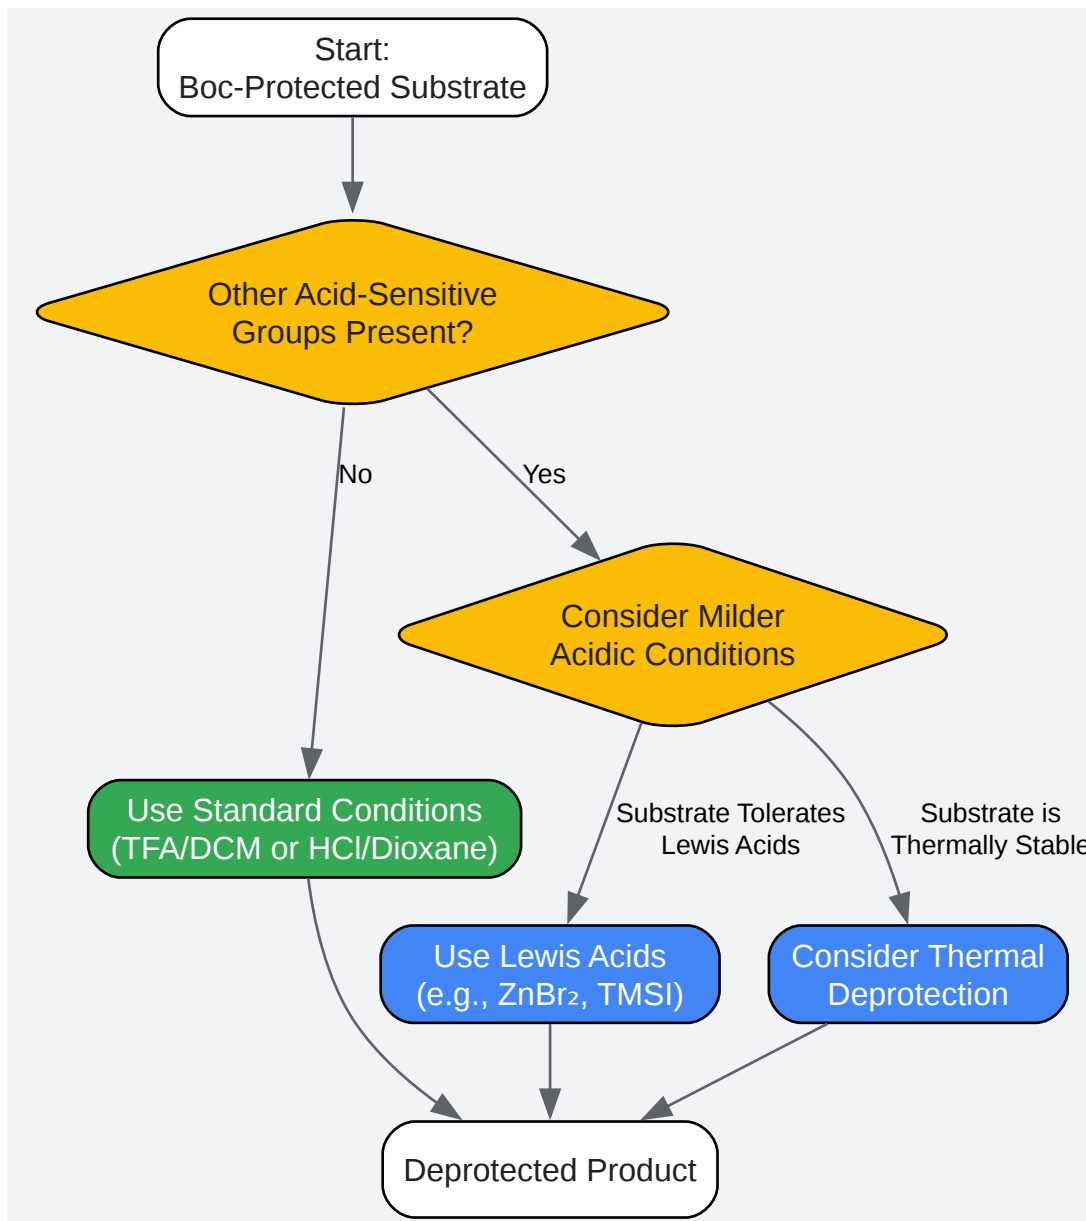 Start:
Boc-Protected Substrate
Other Acid-Sensitive
Groups Present?
No
Yes
Consider Milder
Acidic Conditions
Use Standard Conditions
(TFA/DCM or HCl/Dioxane)
Substrate Tolerates
Lewis Acids
Substrate is
Thermally Stable
Use Lewis Acids
(e.g., ZnBr₂, TMSI)
Consider Thermal
Deprotection
Deprotected Product